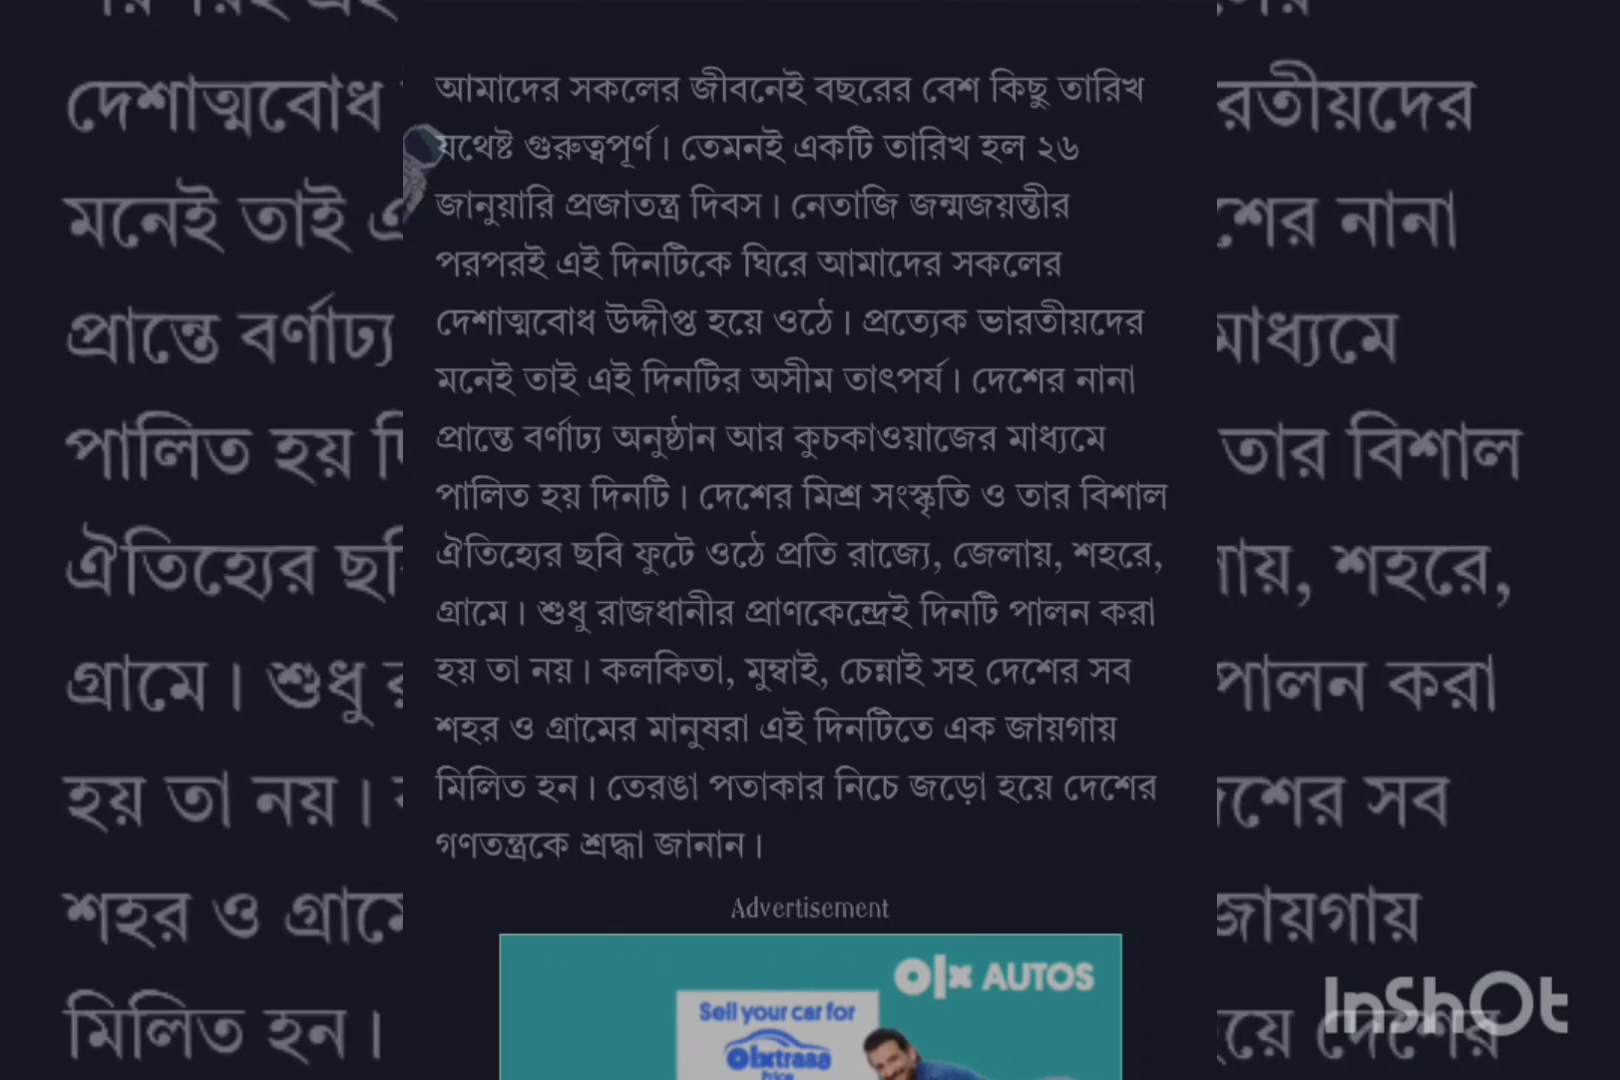 আমাদের সকলের জীবনেই বছরের বেশ কিছু তারিখ
যথেষ্ট গুরুত্বপূর্ণ। তেমনই একটি তারিখ হল ২৬
জানুয়ারি প্রজাতন্ত্র দিবস। নেতাজি জন্মজয়ন্তীর
পরপরই এই দিনটিকে ঘিরে আমাদের সকলের
দেশাত্মবোধ উদ্দীপ্ত হয়ে ওঠে। প্রত্যেক ভারতীয়দের
মনেই তাই এই দিনটির অসীম তাৎপর্য। দেশের নানা
প্রান্তে বর্ণাঢ্য অনুষ্ঠান আর কুচকাওয়াজের মাধ্যমে
পালিত হয় দিনটি। দেশের মিশ্র সংস্কৃতি ও তার বিশাল
ঐতিহ্যের ছবি ফুটে ওঠে প্রতি রাজ্যে, জেলায়, শহরে,
গ্রামে। শুধু রাজধানীর প্রাণকেন্দ্রেই দিনটি পালন করা
হয় তা নয়। কলকিতা, মুম্বাই, চেন্নাই সহ দেশের সব
শহর ও গ্রামের মানুষরা এই দিনটিতে এক জায়গায়
মিলিত হন। তেরঙা পতাকার নিচে জড়ো হয়ে দেশের
গণতন্ত্রকে শ্রদ্ধা জানান।
Advertisement
olx AUTOS
Sell your car for
olxtraaa
Price
InShOt